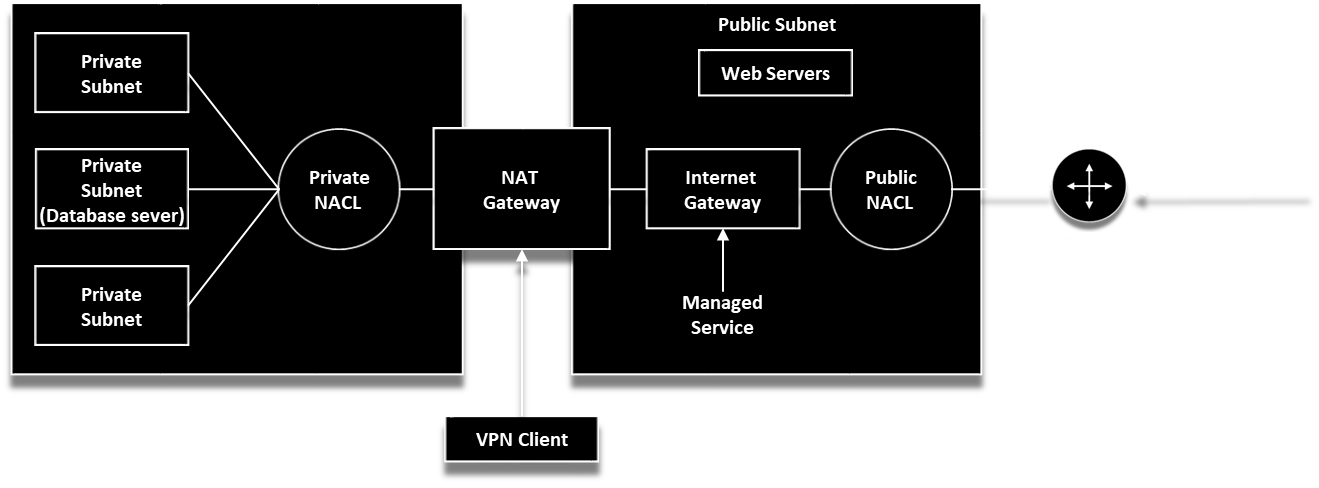 Private
Subnet
Private
Subnet
(Database sever)
Private
Subnet
Private
NACL
NAT
Gateway
VPN Client
Public Subnet
Web Servers
Internet
Gateway
Managed
Service
Public
NACL